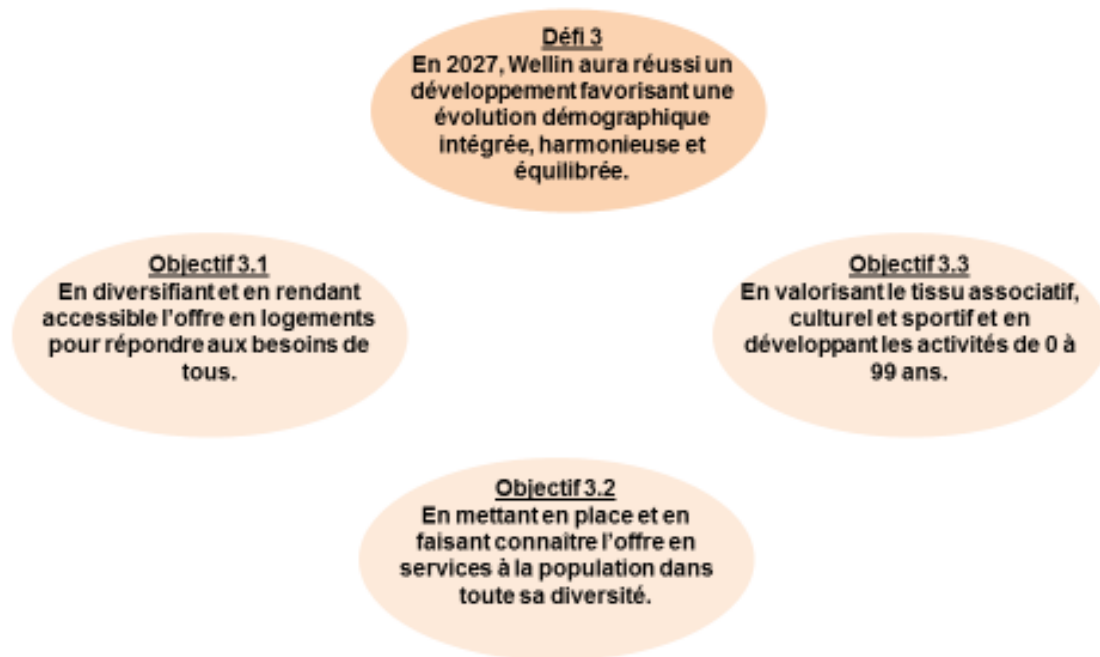 Défi 3
En 2027, Wellin aura réussi un
développement favorisant une
évolution démographique
intégrée, harmonieuse et
équilibrée.
Objectif 3.1
En diversifiant et en rendant
accessible l'offre en logements
pour répondre aux besoins de
tous.
Objectif 3.3
En valorisant le tissu associatif,
culturel et sportif et en
développant les activités de 0 à
99 ans.
Objectif 3.2
En mettant en place et en
faisant connaître l'offre en
services à la population dans
toute sa diversité.